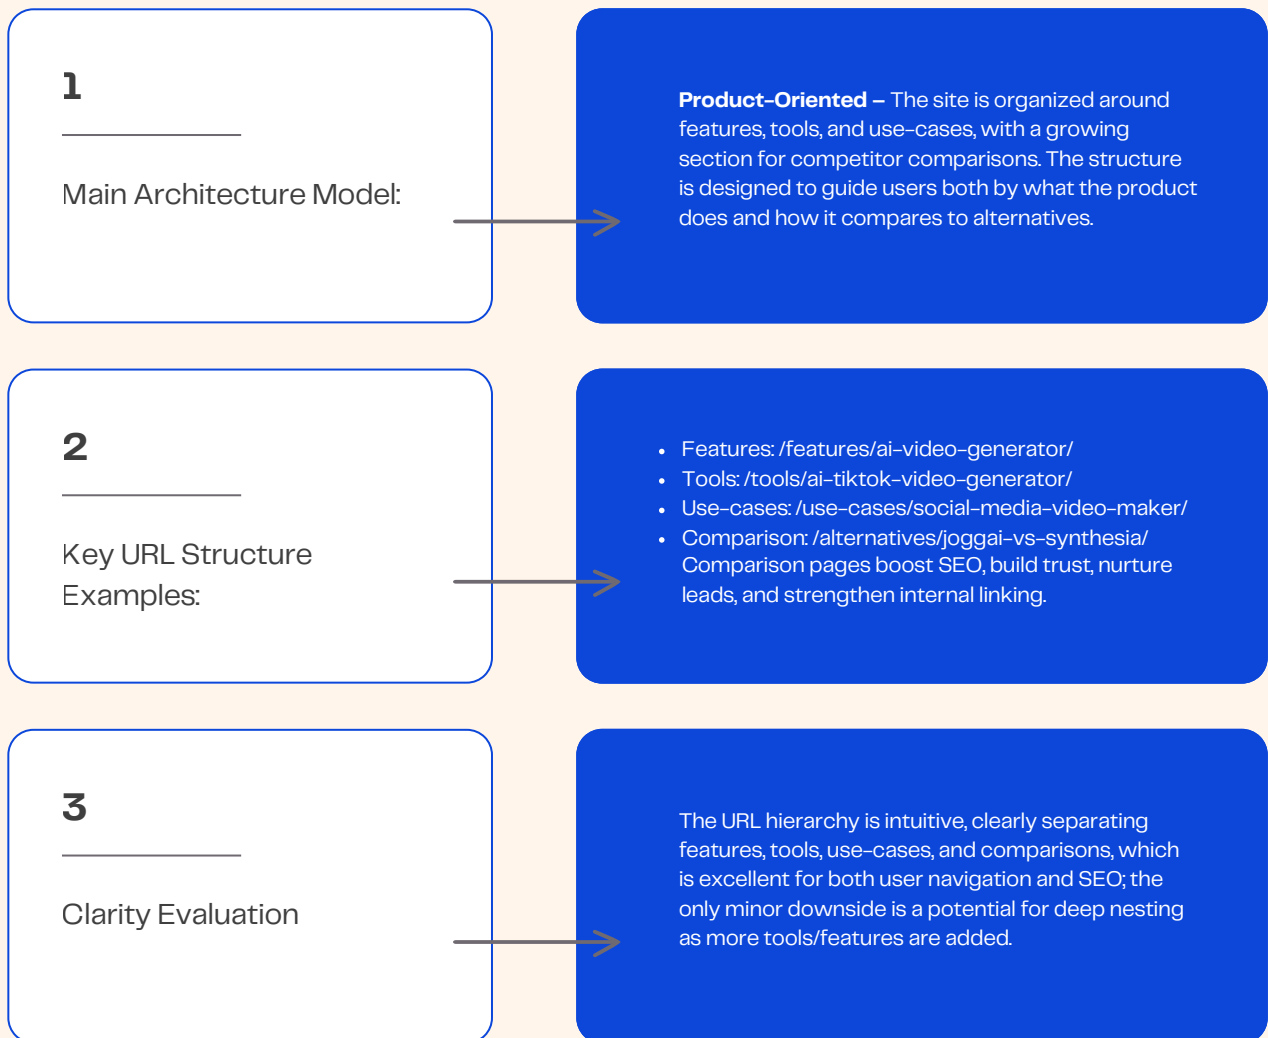 1
Main Architecture Model:
Product-Oriented – The site is organized around
features, tools, and use-cases, with a growing
section for competitor comparisons. The structure
is designed to guide users both by what the product
does and how it compares to alternatives.
2
Key URL Structure
Examples:
• Features: /features/ai-video-generator/
• Tools: /tools/ai-tiktok-video-generator/
• Use-cases: /use-cases/social-media-video-maker/
• Comparison: /alternatives/joggai-vs-synthesia/
Comparison pages boost SEO, build trust, nurture
leads, and strengthen internal linking.
3
Clarity Evaluation
The URL hierarchy is intuitive, clearly separating
features, tools, use-cases, and comparisons, which
is excellent for both user navigation and SEO; the
only minor downside is a potential for deep nesting
as more tools/features are added.